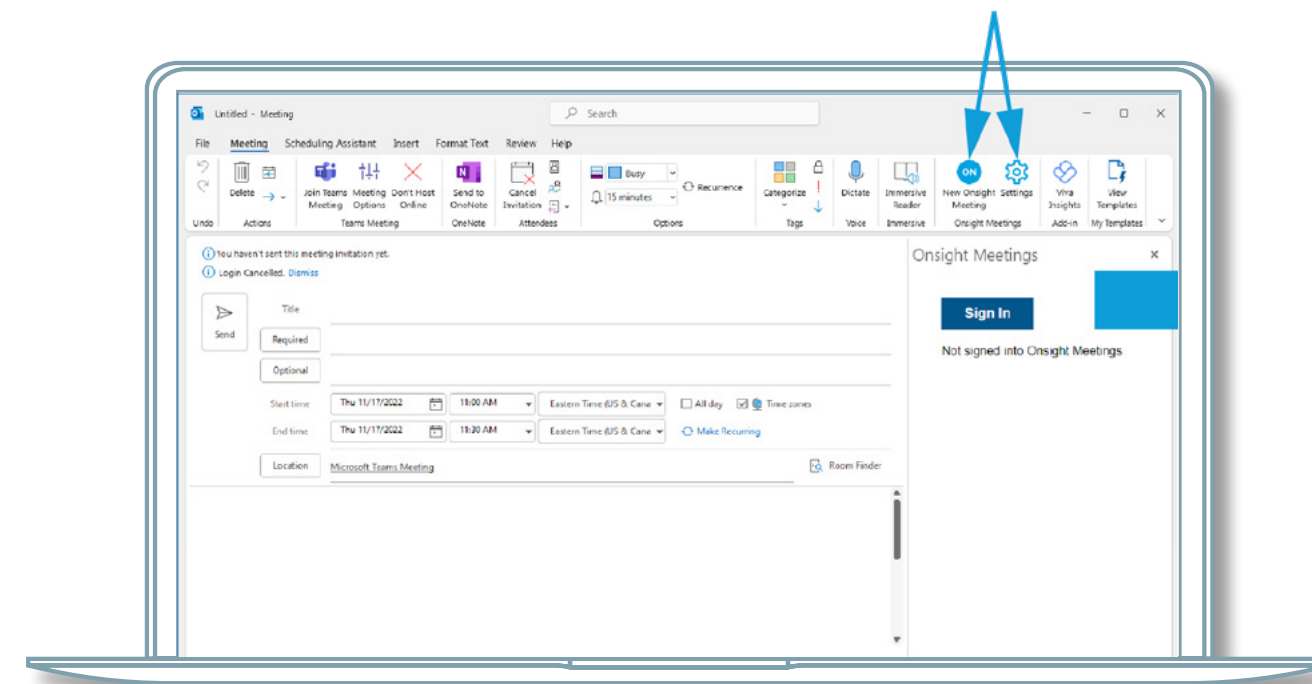 Untitled - Meeting
Search
File Meeting Scheduling Assistant Insert Format Text Review Help
Delete
Join Teams Meeting
Meeting Options
Don't Host Online
Send to OneNote
Cancel Invitation
Busy
15 minutes
Recurrence
Categorize
Dictate
Immersive Reader
ON
New Onsight Meeting
Settings
Viva Insights
View Templates
Undo Actions Teams Meeting OneNote Attendees Options Tags Voice Immersive Onsight Meetings Add-in My Templates
You haven't sent this meeting invitation yet.
Login Cancelled. Dismiss
Send
Title
Required
Optional
Start time Thu 11/17/2022 11:00 AM Eastern Time (US & Cana All day Time zones
End time Thu 11/17/2022 11:30 AM Eastern Time (US & Cana Make Recurring
Location Microsoft Teams Meeting Room Finder
Onsight Meetings
Sign In
Not signed into Onsight Meetings